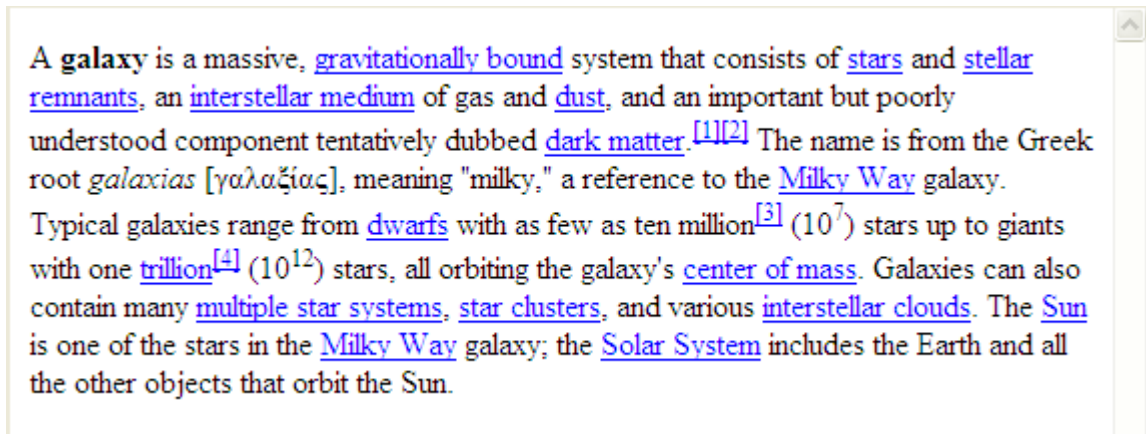 A galaxy is a massive, gravitationally bound system that consists of stars and stellar
remnants, an interstellar medium of gas and dust, and an important but poorly
understood component tentatively dubbed dark matter.[1][2] The name is from the Greek
root galaxias [γαλαξίας], meaning "milky," a reference to the Milky Way galaxy.
Typical galaxies range from dwarfs with as few as ten million[3] (10⁷) stars up to giants
with one trillion[4] (10¹²) stars, all orbiting the galaxy's center of mass. Galaxies can also
contain many multiple star systems, star clusters, and various interstellar clouds. The Sun
is one of the stars in the Milky Way galaxy; the Solar System includes the Earth and all
the other objects that orbit the Sun.